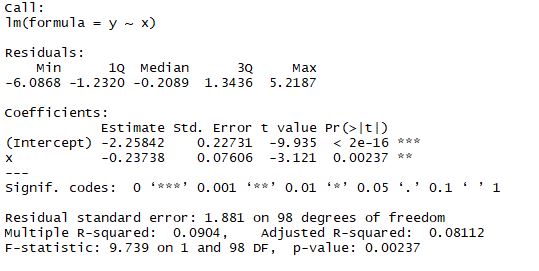 Call:
lm(formula = y ~ x)
Residuals:
Min 1Q Median 3Q Max
-6.0868 -1.2320 -0.2089 1.3436 5.2187
Coefficients:
Estimate Std. Error t value Pr(>|t|)
(Intercept) -2.25842 0.22731 -9.935 < 2e-16 ***
x -0.23738 0.07606 -3.121 0.00237 **
---
Signif. codes: 0 ‘***’ 0.001 ‘**’ 0.01 ‘*’ 0.05 ‘.’ 0.1 ‘ ’ 1
Residual standard error: 1.881 on 98 degrees of freedom
Multiple R-squared: 0.0904, Adjusted R-squared: 0.08112
F-statistic: 9.739 on 1 and 98 DF, p-value: 0.00237